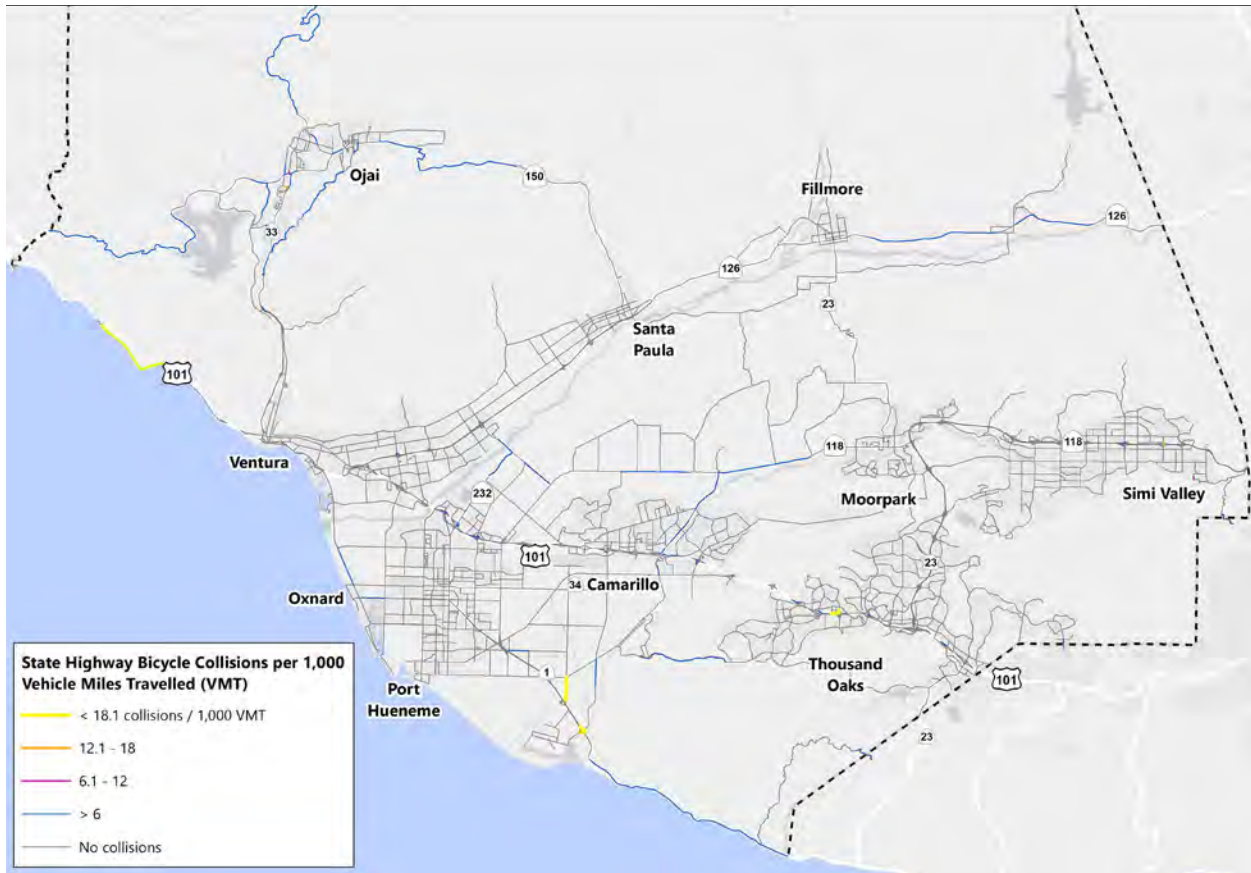 Ojai
150
Fillmore
126
33
126
23
Santa
Paula
101
118
118
Ventura
232
Moorpark
Simi Valley
101
23
34
Camarillo
Oxnard
Thousand
Oaks
1
101
Port
Hueneme
23
State Highway Bicycle Collisions per 1,000
Vehicle Miles Travelled (VMT)
< 18.1 collisions / 1,000 VMT
12.1 - 18
6.1 - 12
> 6
No collisions